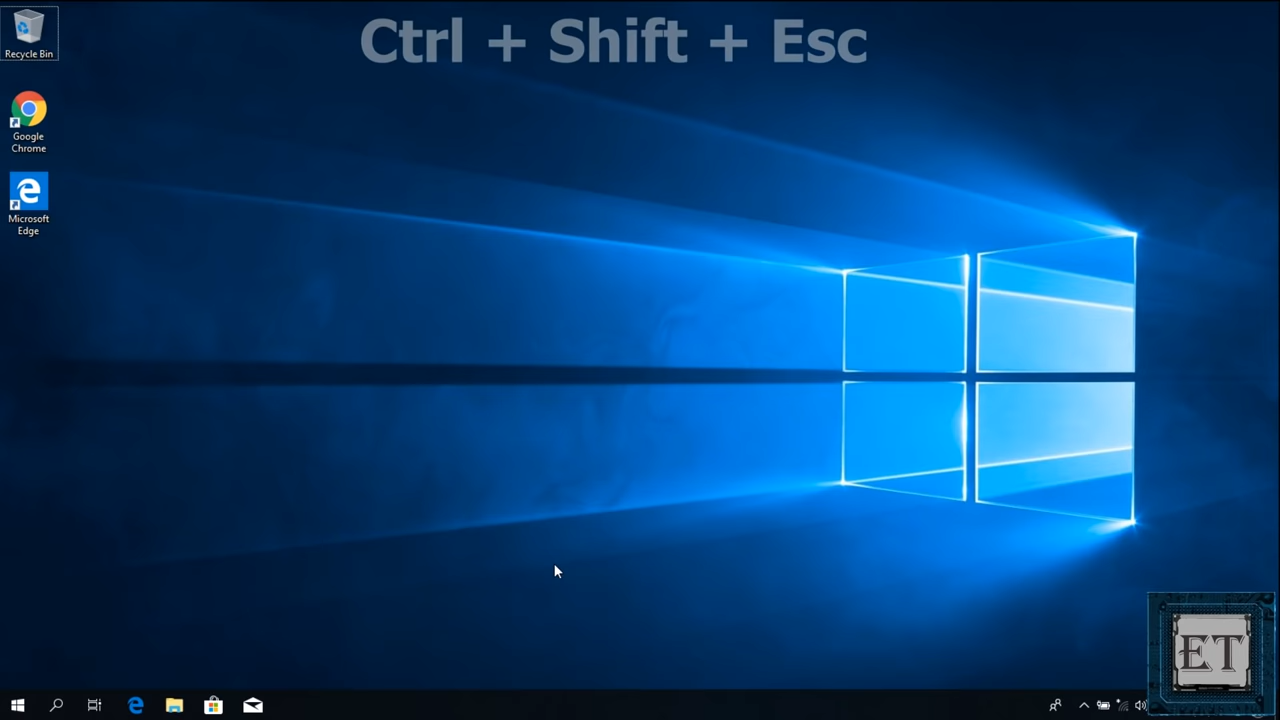 Ctrl + Shift + Esc
Recycle Bin
Google
Chrome
Microsoft
Edge
ET